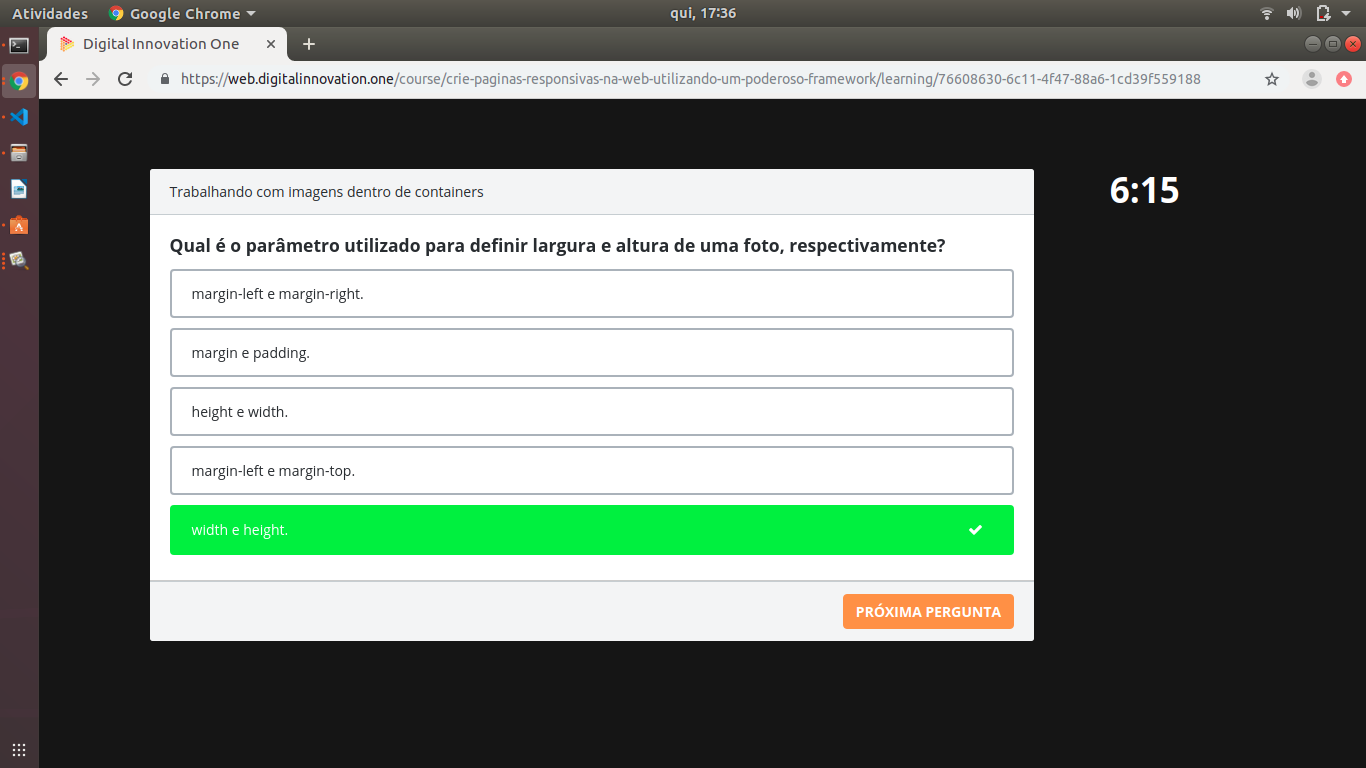 Atividades
Google Chrome
qui, 17:36
Digital Innovation One
https://web.digitalinnovation.one/course/crie-paginas-responsivas-na-web-utilizando-um-poderoso-framework/learning/76608630-6c11-4f47-88a6-1cd39f559188
Trabalhando com imagens dentro de containers
6:15
Qual é o parâmetro utilizado para definir largura e altura de uma foto, respectivamente?
margin-left e margin-right.
margin e padding.
height e width.
margin-left e margin-top.
width e height.
PRÓXIMA PERGUNTA